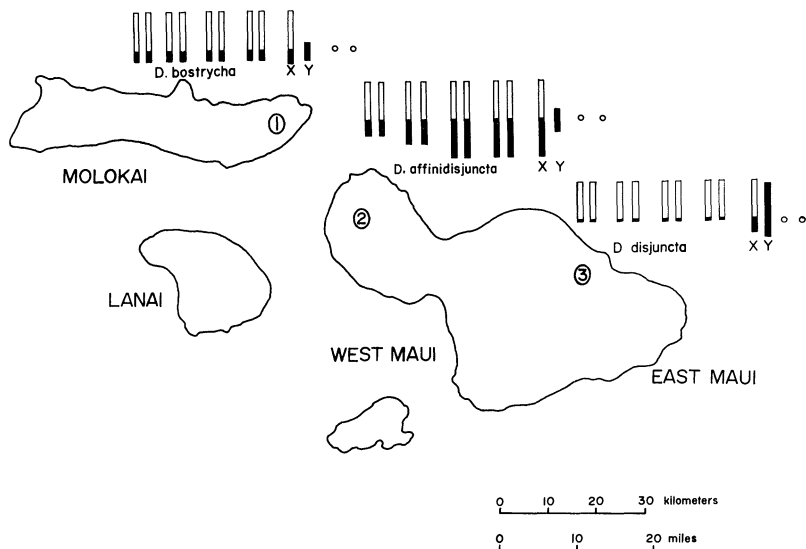 D. bostrycha
X Y
1
MOLOKAI
D. affinidisjuncta
X Y
2
D disjuncta
X Y
3
LANAI
WEST MAUI
EAST MAUI
0 10 20 30 kilometers
0 10 20 miles